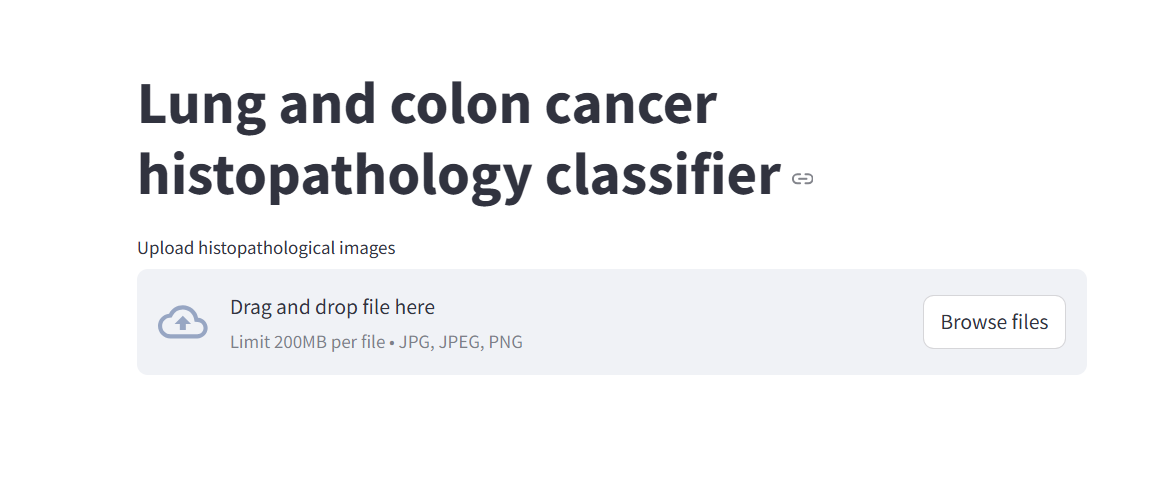 Lung and colon cancer
histopathology classifier
Upload histopathological images
Drag and drop file here
Limit 200MB per file • JPG, JPEG, PNG
Browse files